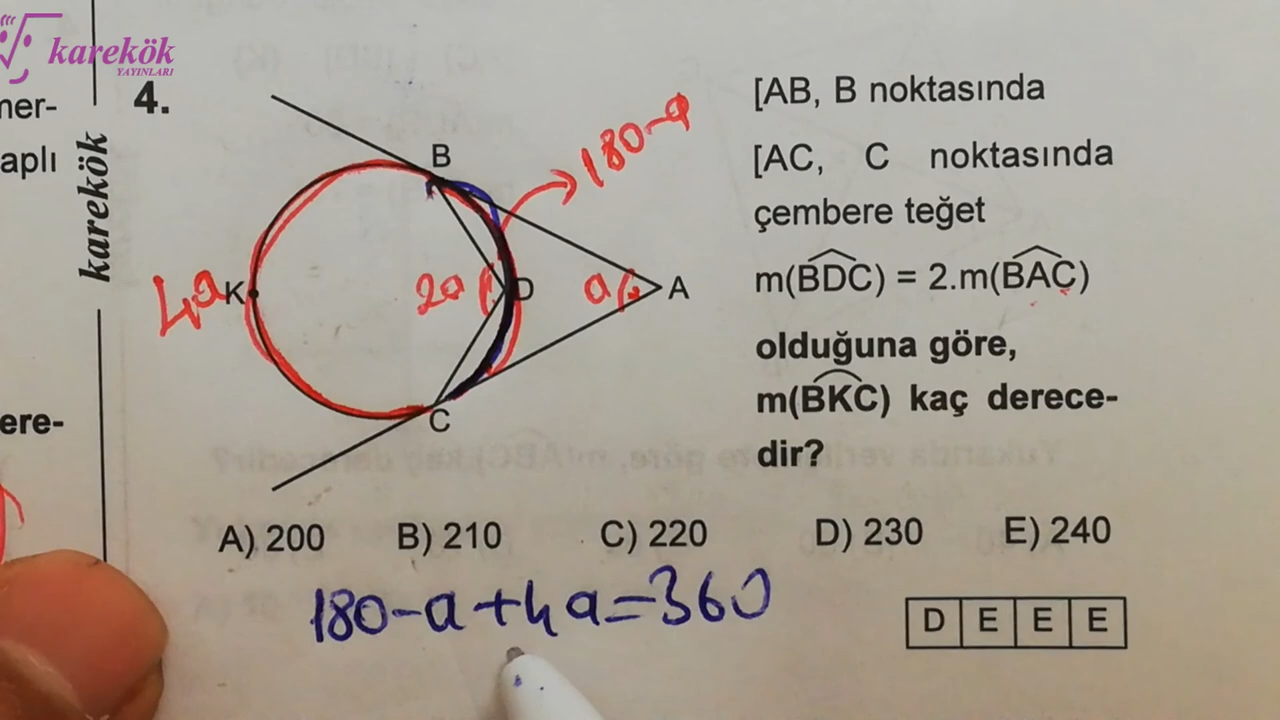 karekök
YAYINLARI
mer-
aplı
ere-
karekök
4.
B
K
D
A
C
180-a
4a
2a
a
[AB, B noktasında
[AC, C noktasında
çembere teğet
m(BDC) = 2.m(BAC)
olduğuna göre,
m(BKC) kaç derece-
dir?
A) 200 B) 210 C) 220 D) 230 E) 240
180-a+4a=360
D E E E